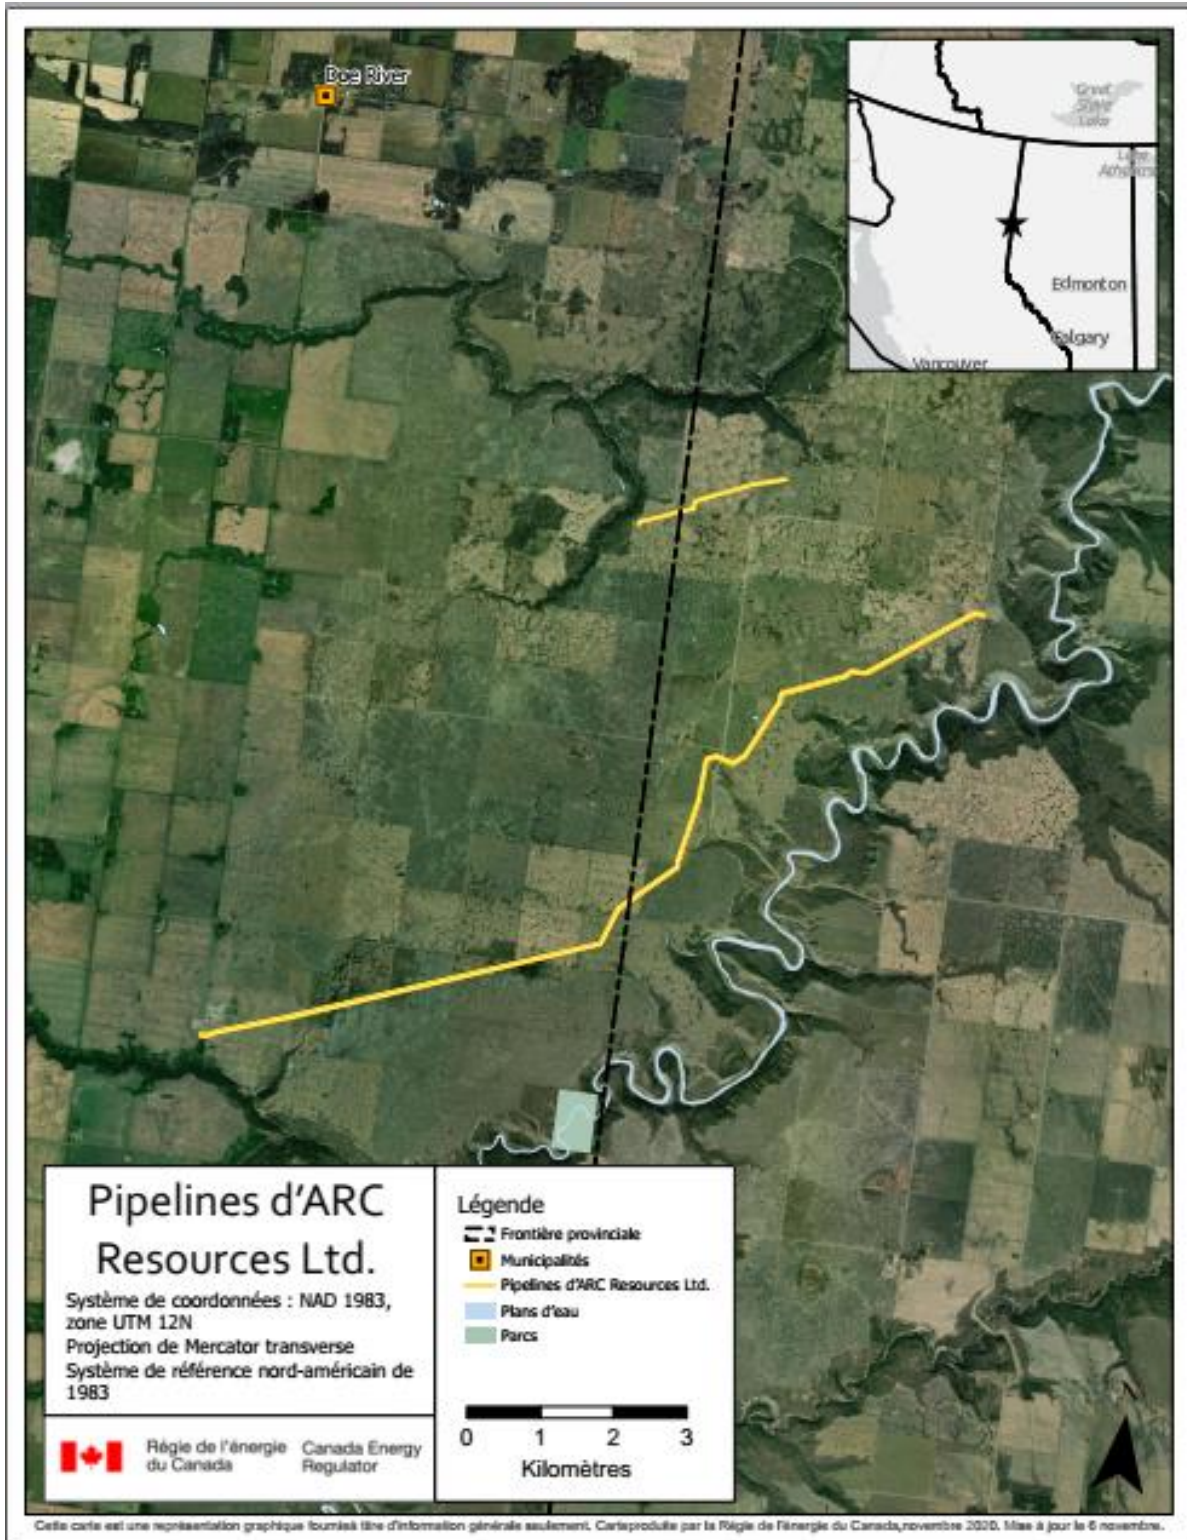 Doe River
Great
Slave
Lake
Lake
Athabasca
Edmonton
Calgary
Vancouver
Pipelines d'ARC
Resources Ltd.
Système de coordonnées : NAD 1983,
zone UTM 12N
Projection de Mercator transverse
Système de référence nord-américain de
1983
Régie de l'énergie
du Canada
Canada Energy
Regulator
Légende
Frontière provinciale
Municipalités
Pipelines d'ARC Resources Ltd.
Plans d'eau
Parcs
0 1 2 3
Kilomètres
Cette carte est une représentation graphique fournie à titre d'information générale seulement. Carte produite par la Régie de l'énergie du Canada, novembre 2020. Mise à jour le 6 novembre.